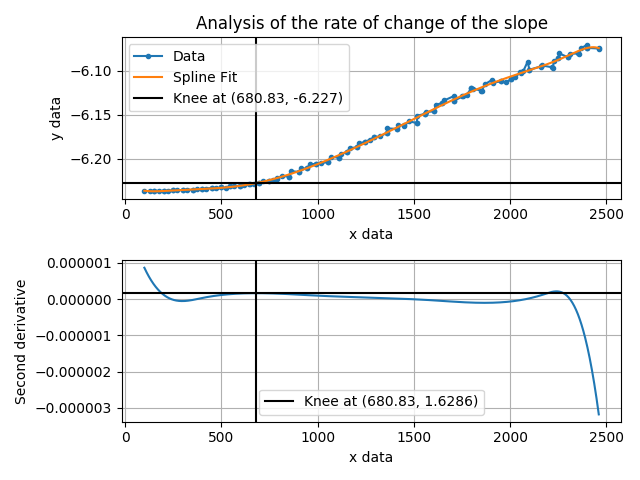 Analysis of the rate of change of the slope
Data
Spline Fit
Knee at (680.83, -6.227)
y data
−6.10
−6.15
−6.20
0 500 1000 1500 2000 2500
x data
Second derivative
0.000001
0.000000
−0.000001
−0.000002
−0.000003
Knee at (680.83, 1.6286)
0 500 1000 1500 2000 2500
x data